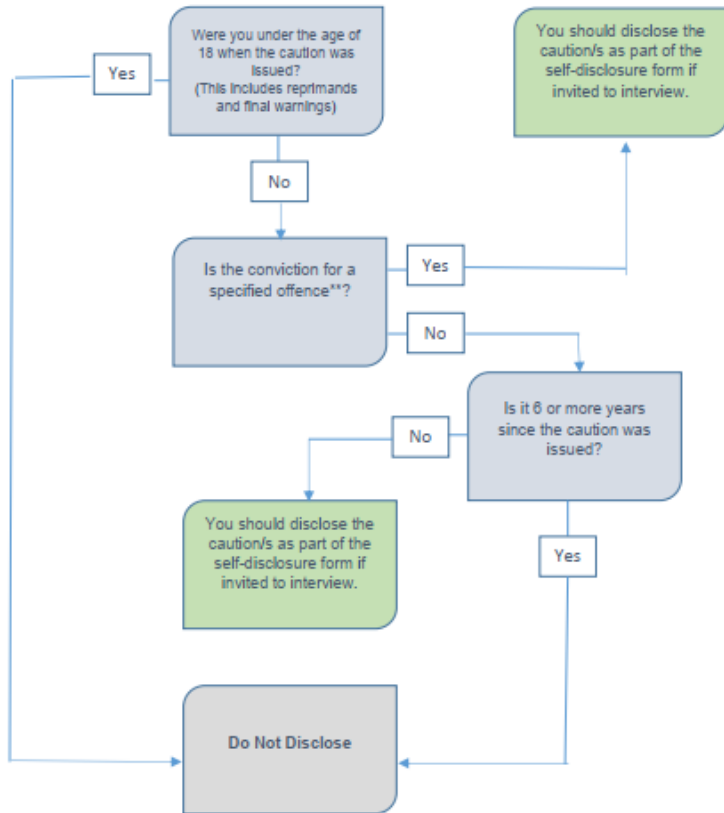 Were you under the age of
18 when the caution was
issued?
(This includes reprimands
and final warnings)
You should disclose the
caution/s as part of the
self-disclosure form if
invited to interview.
Yes
No
Is the conviction for a
specified offence**?
Yes
No
Is it 6 or more years
since the caution was
issued?
No
You should disclose the
caution/s as part of the
self-disclosure form if
invited to interview.
Yes
Do Not Disclose